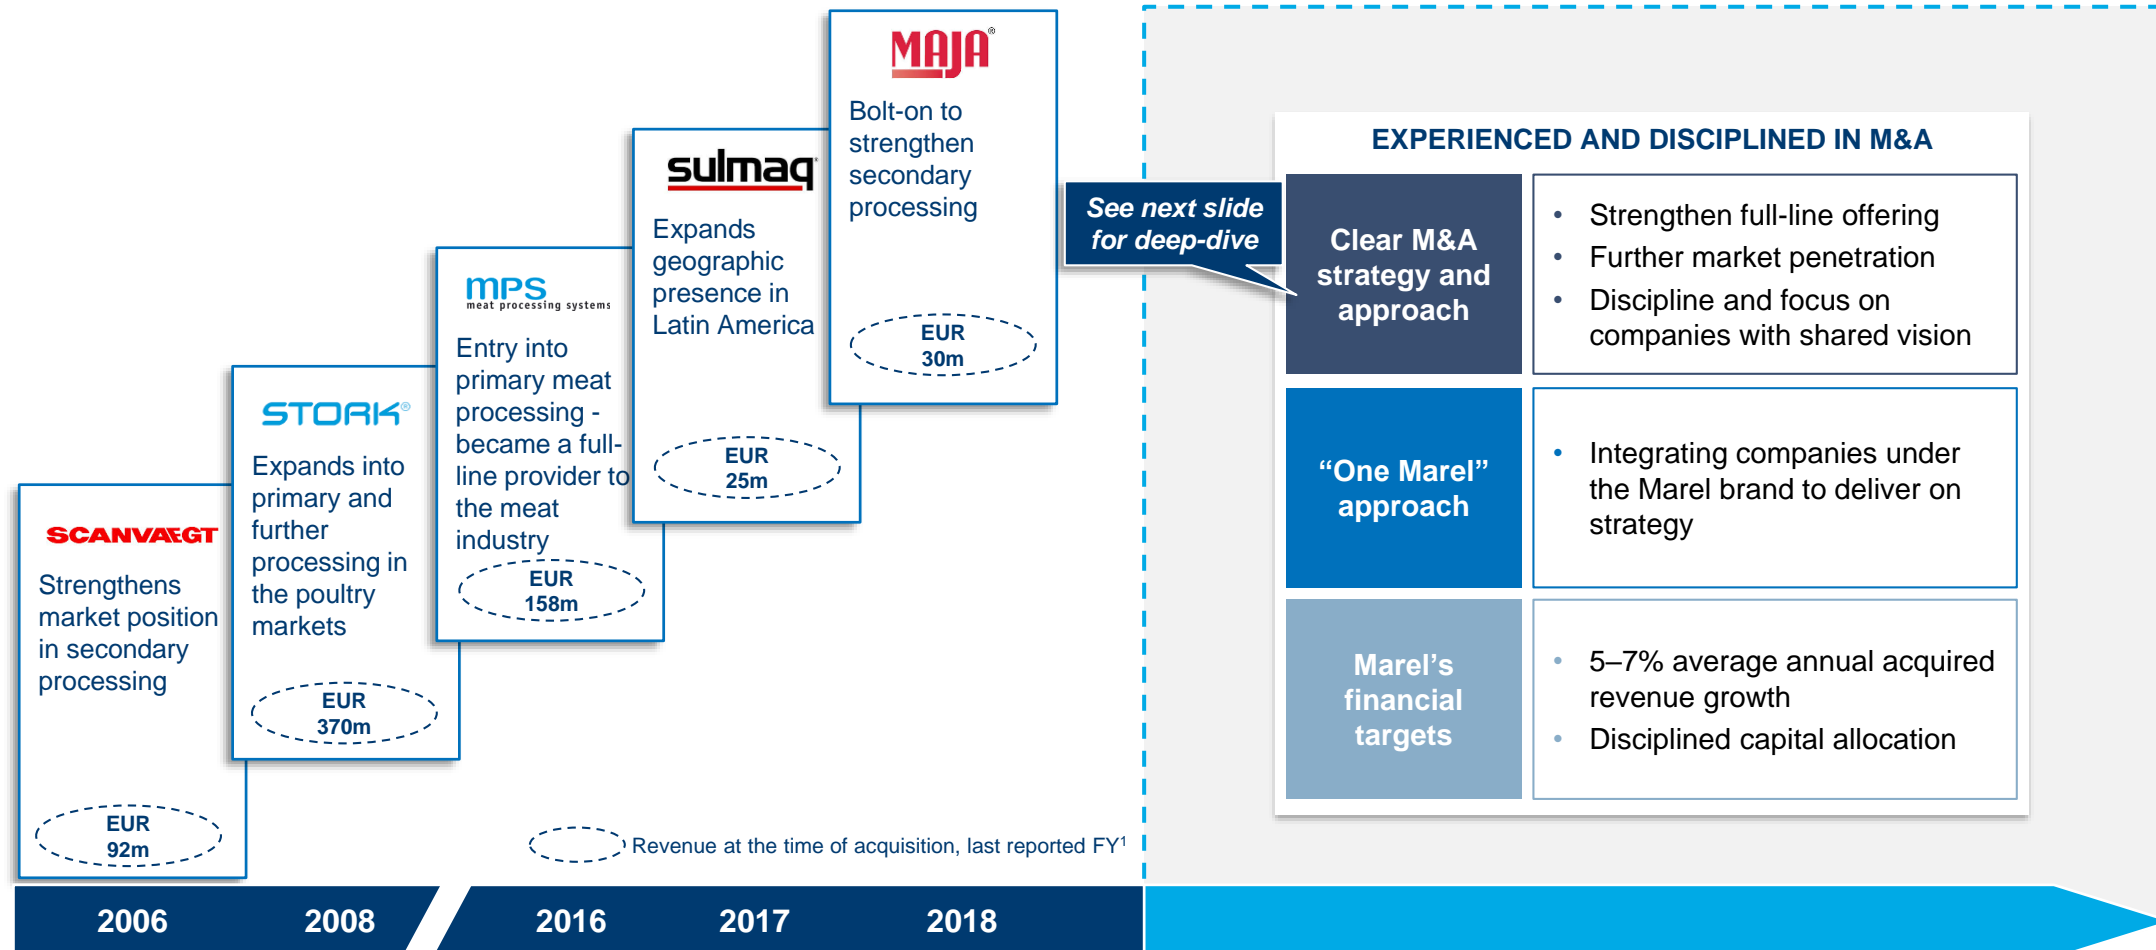 SCANVAEGT
Strengthens
market position
in secondary
processing
EUR
92m
STORK®
Expands into
primary and
further
processing in
the poultry
markets
EUR
370m
mps
meat processing systems
Entry into
primary meat
processing -
became a full-
line provider to
the meat
industry
EUR
158m
sulmaq
Expands
geographic
presence in
Latin America
EUR
25m
MAJA®
Bolt-on to
strengthen
secondary
processing
EUR
30m
Revenue at the time of acquisition, last reported FY¹
2006
2008
2016
2017
2018
See next slide
for deep-dive
EXPERIENCED AND DISCIPLINED IN M&A
Clear M&A
strategy and
approach
• Strengthen full-line offering
• Further market penetration
• Discipline and focus on
companies with shared vision
“One Marel”
approach
• Integrating companies under
the Marel brand to deliver on
strategy
Marel’s
financial
targets
• 5–7% average annual acquired
revenue growth
• Disciplined capital allocation